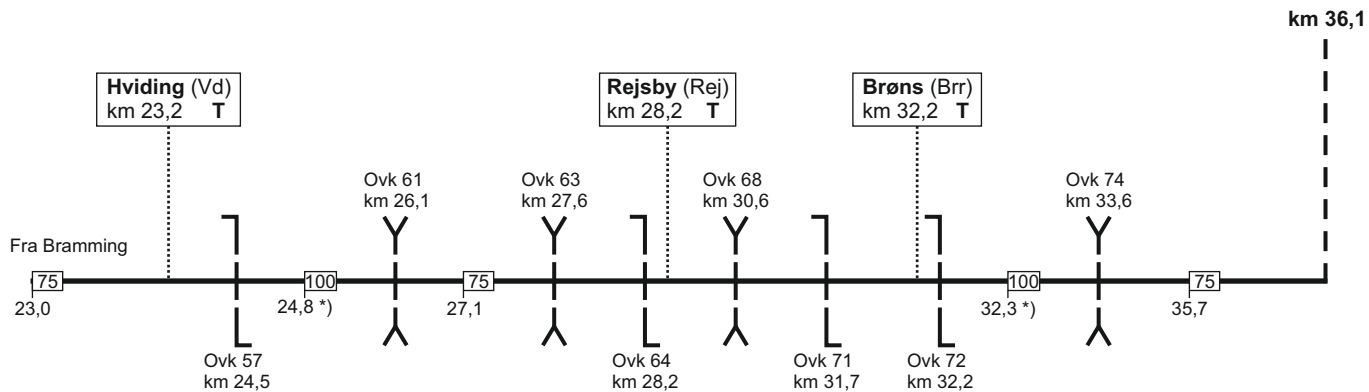 km 36,1
Hviding (Vd)
km 23,2 T
Rejsby (Rej)
km 28,2 T
Brøns (Brr)
km 32,2 T
Ovk 61
km 26,1
Ovk 63
km 27,6
Ovk 68
km 30,6
Ovk 74
km 33,6
Fra Bramming
75
100
75
100
75
23,0
24,8 *)
27,1
32,3 *)
35,7
Ovk 57
km 24,5
Ovk 64
km 28,2
Ovk 71
km 31,7
Ovk 72
km 32,2